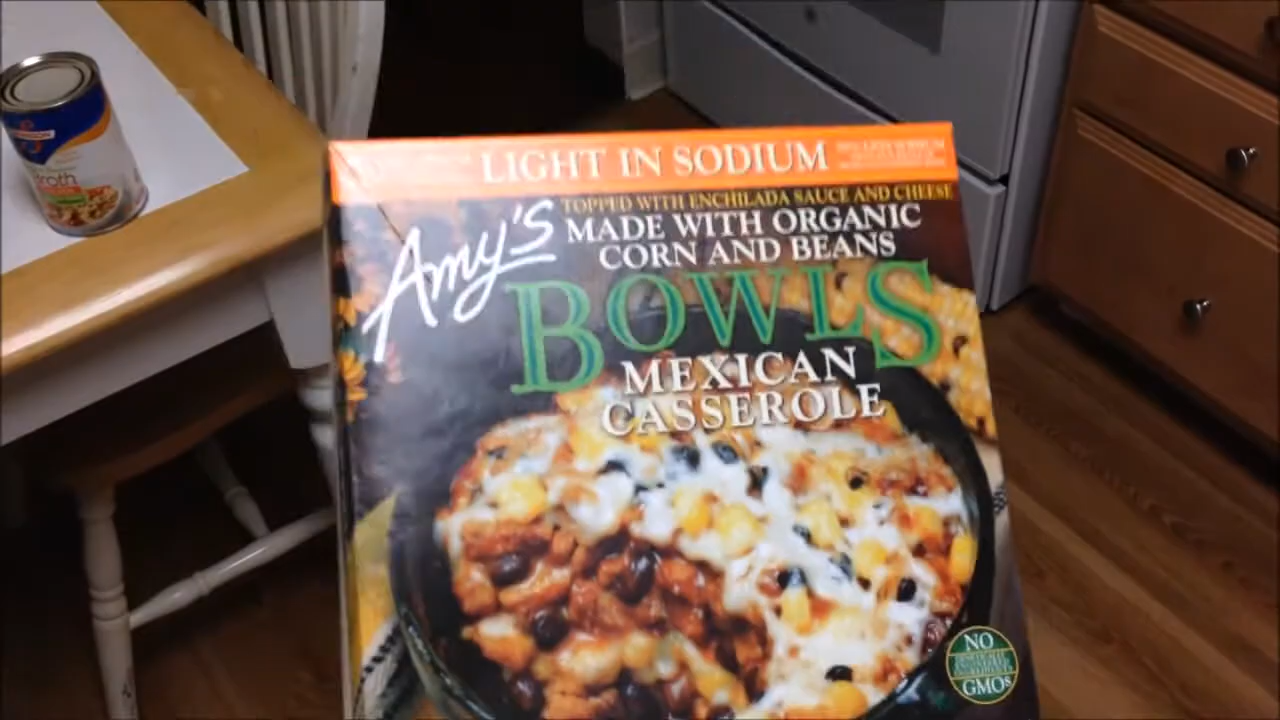 LIGHT IN SODIUM
TOPPED WITH ENCHILADA SAUCE AND CHEESE
Amy's
MADE WITH ORGANIC
CORN AND BEANS
BOWLS
MEXICAN
CASSEROLE
NO
GMOs
roth